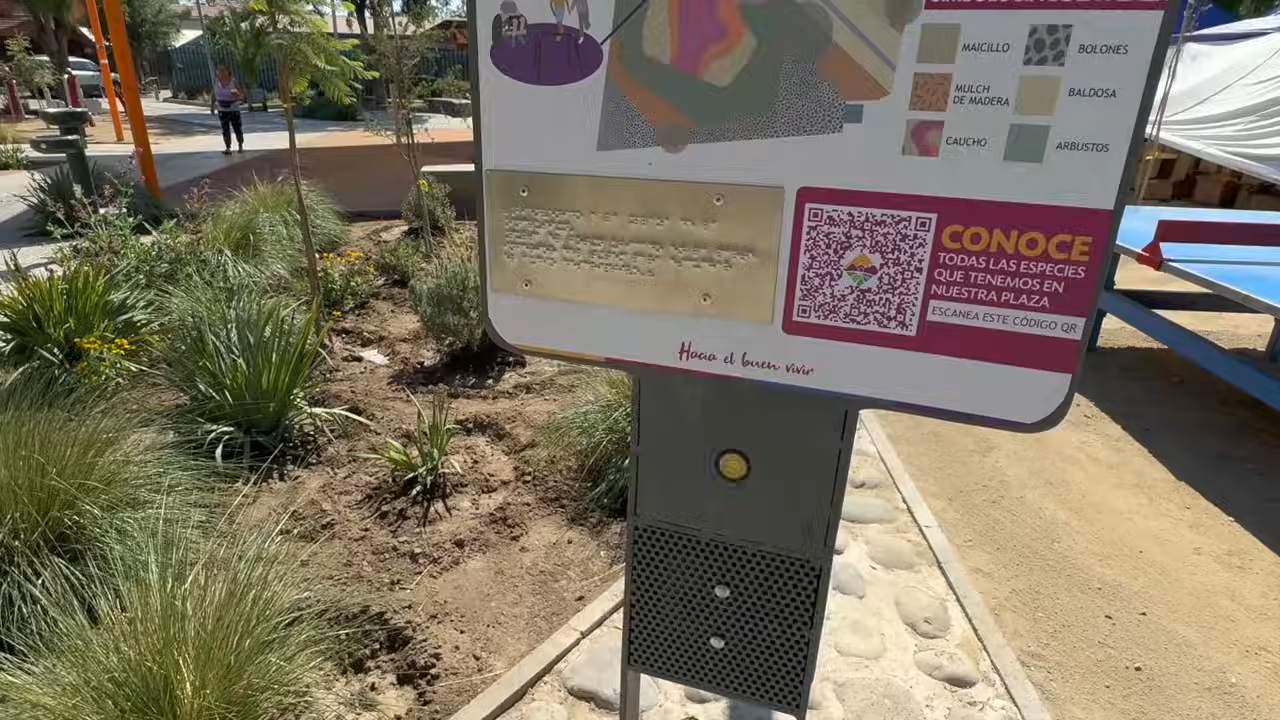 MAICILLO
BOLONES
MULCH
DE MADERA
BALDOSA
CAUCHO
ARBUSTOS
CONOCE
TODAS LAS ESPECIES
QUE TENEMOS EN
NUESTRA PLAZA
ESCANEA ESTE CÓDIGO QR
Hacia el buen vivir